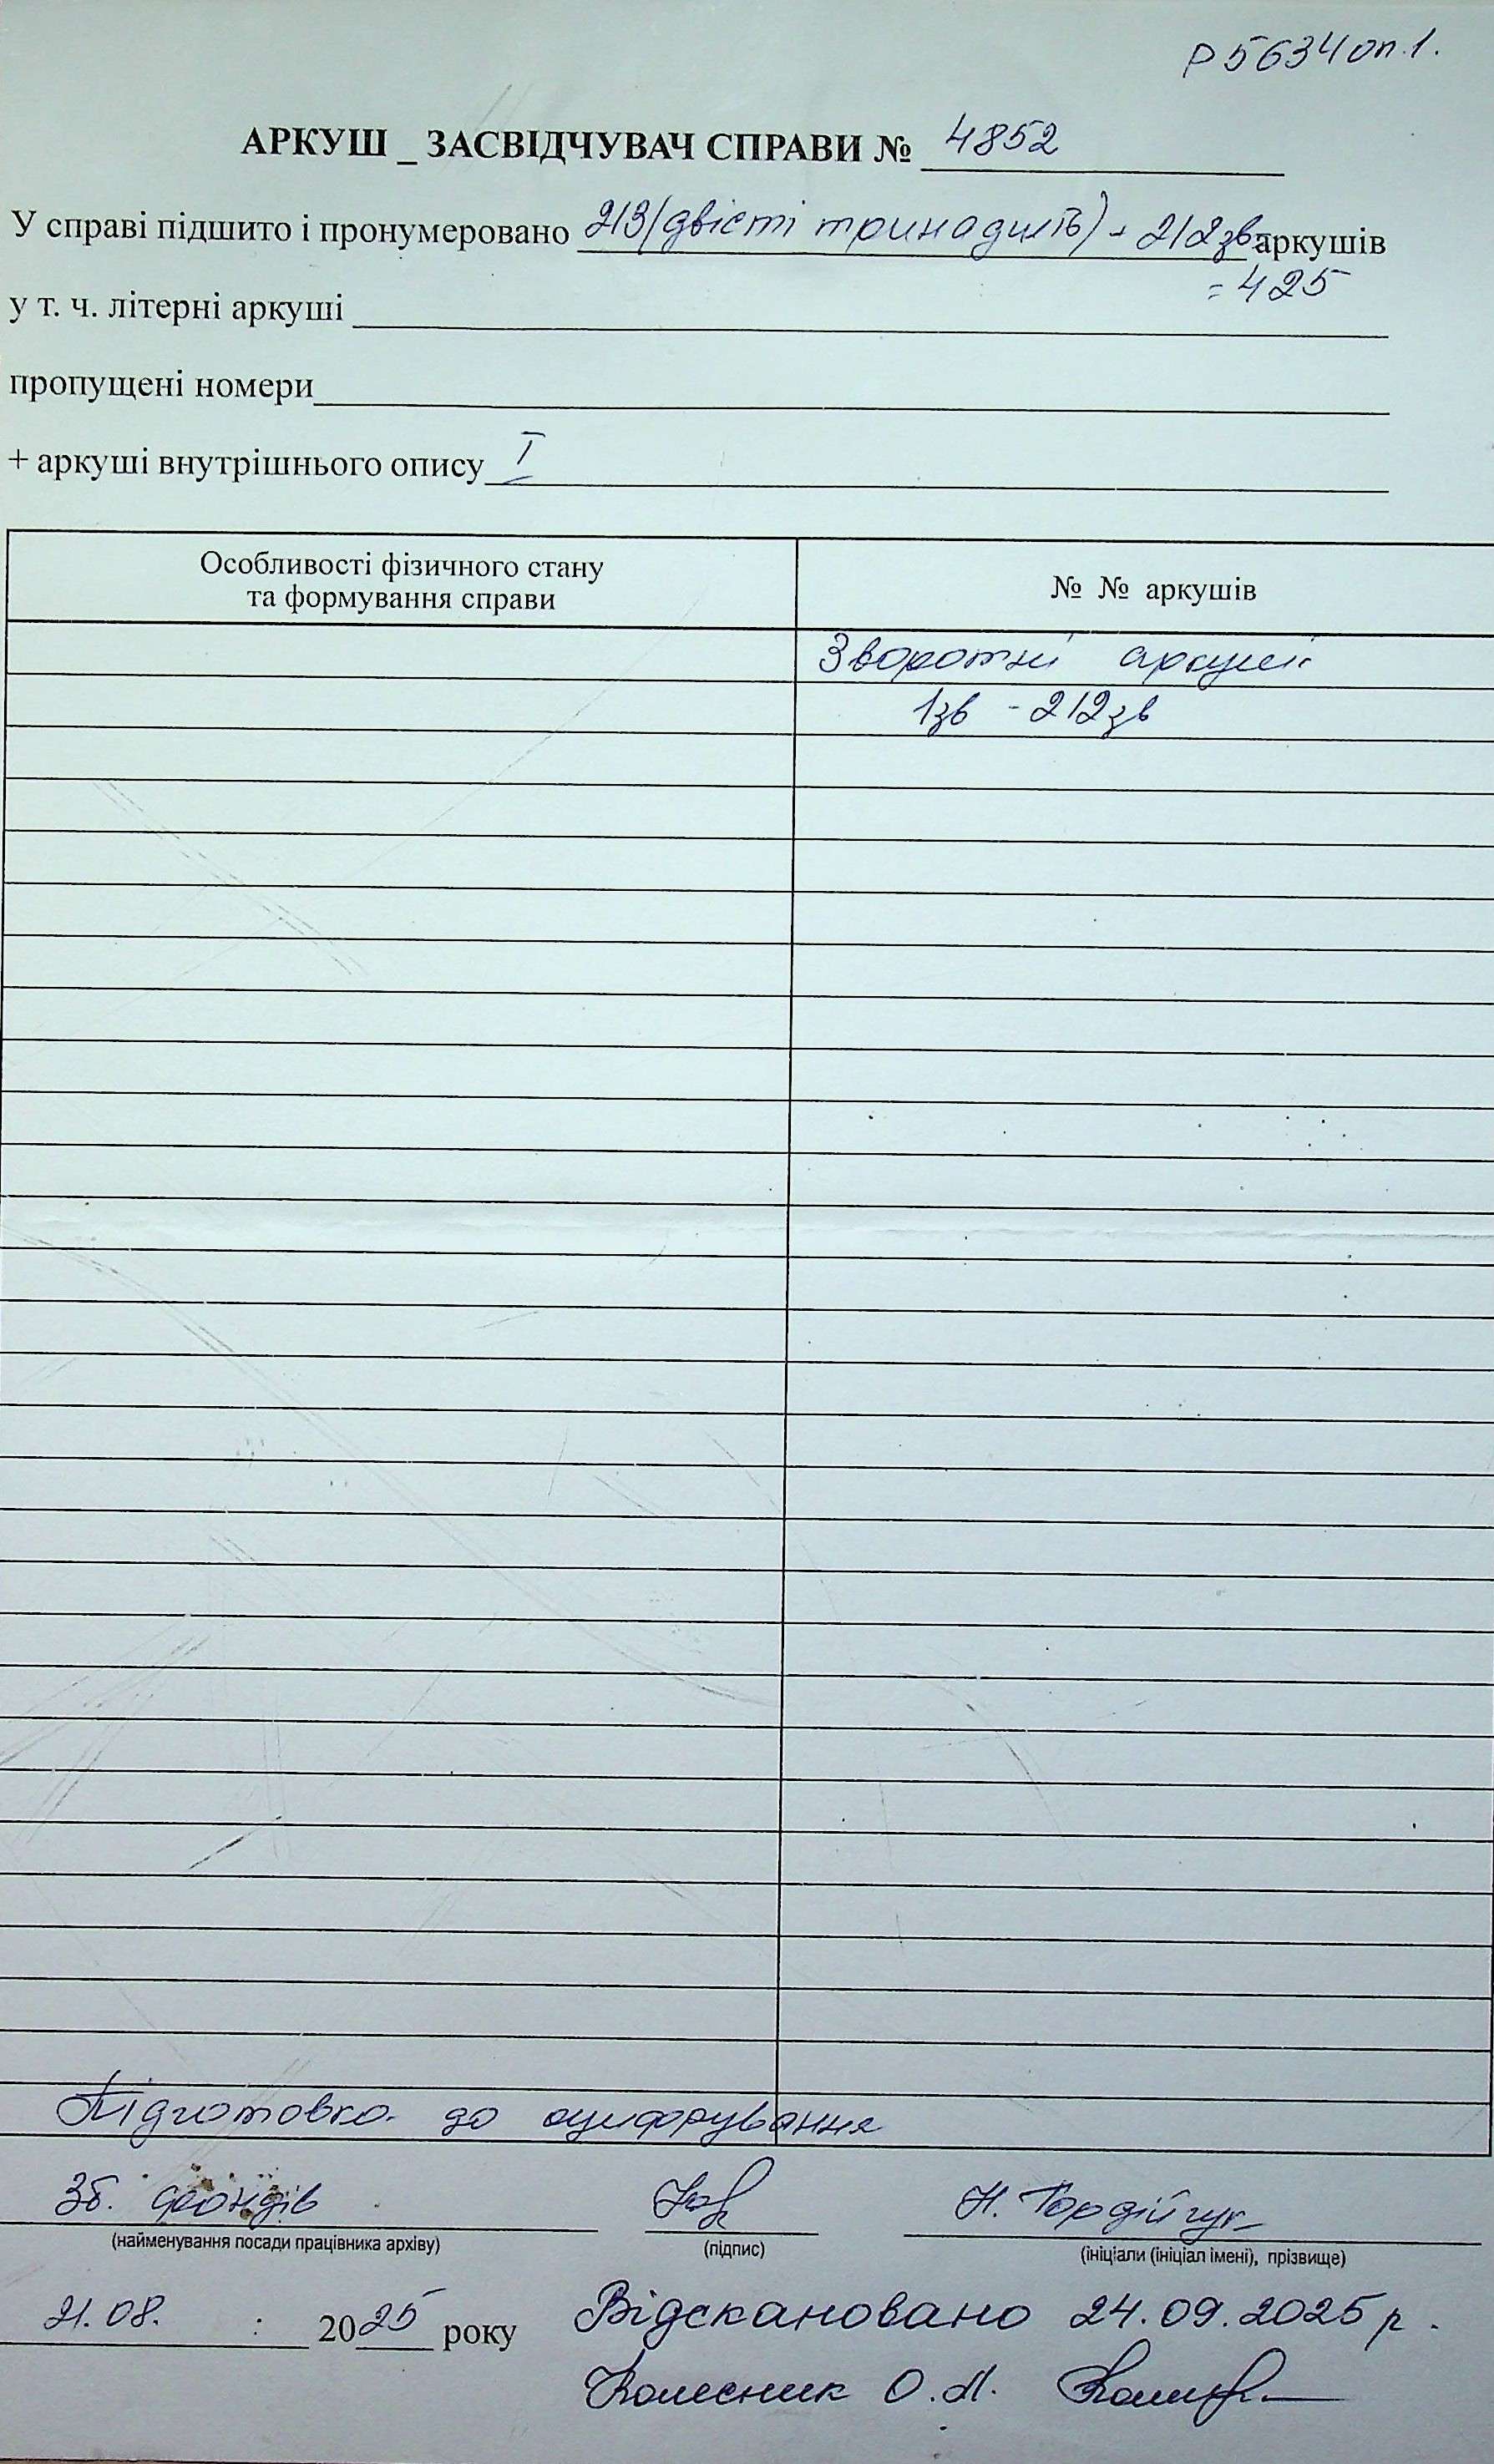 Р5634 оп.1.
АРКУШ _ ЗАСВІДЧУВАЧ СПРАВИ № 4852
У справі підшито і пронумеровано 213 (двісті тринадцять) + 212зв аркушів
= 425
у т. ч. літерні аркуші
пропущені номери
+ аркуші внутрішнього опису I
Особливості фізичного стану
та формування справи
№ № аркушів
Зворотні аркуші
1зв - 212зв
Підготовка до оцифорування
Зб. фондів
Н. Гордійчук
(найменування посади працівника архіву)
(підпис)
(ініціали (ініціал імені), прізвище)
21.08. 2025 року
Відскановано 24.09.2025 р.
Колесник О.М.